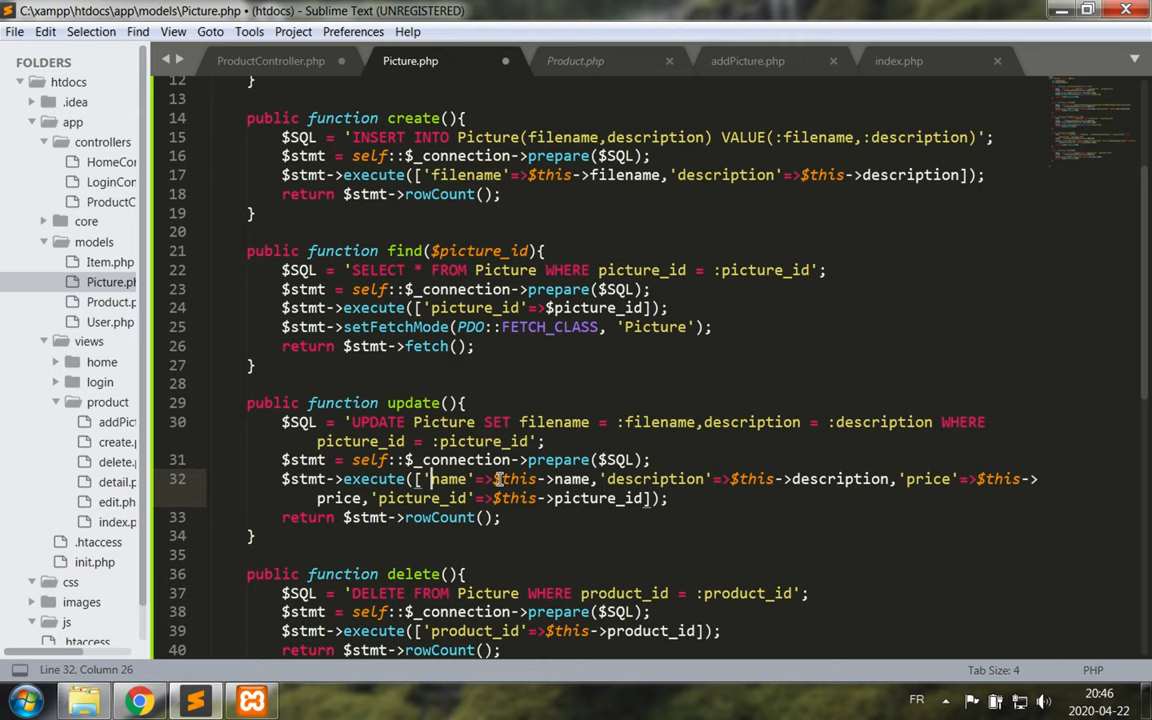 C:\xampp\htdocs\app\models\Picture.php • (htdocs) - Sublime Text (UNREGISTERED)
File Edit Selection Find View Goto Tools Project Preferences Help
FOLDERS
htdocs
.idea
app
controllers
HomeCon
LoginCor
ProductC
core
models
Item.php
Picture.ph
Product.p
User.php
views
home
login
product
addPictu
create.p
delete.p
detail.p
edit.php
index.p
.htaccess
init.php
css
images
js
.htaccess
ProductController.php Picture.php Product.php addPicture.php index.php
12 }
13
14 public function create(){
15 $SQL = 'INSERT INTO Picture(filename,description) VALUE(:filename,:description)';
16 $stmt = self::$_connection->prepare($SQL);
17 $stmt->execute(['filename'=>$this->filename,'description'=>$this->description]);
18 return $stmt->rowCount();
19 }
20
21 public function find($picture_id){
22 $SQL = 'SELECT * FROM Picture WHERE picture_id = :picture_id';
23 $stmt = self::$_connection->prepare($SQL);
24 $stmt->execute(['picture_id'=>$picture_id]);
25 $stmt->setFetchMode(PDO::FETCH_CLASS, 'Picture');
26 return $stmt->fetch();
27 }
28
29 public function update(){
30 $SQL = 'UPDATE Picture SET filename = :filename,description = :description WHERE
picture_id = :picture_id';
31 $stmt = self::$_connection->prepare($SQL);
32 $stmt->execute(['name'=>$this->name,'description'=>$this->description,'price'=>$this->
price,'picture_id'=>$this->picture_id]);
33 return $stmt->rowCount();
34 }
35
36 public function delete(){
37 $SQL = 'DELETE FROM Picture WHERE product_id = :product_id';
38 $stmt = self::$_connection->prepare($SQL);
39 $stmt->execute(['product_id'=>$this->product_id]);
40 return $stmt->rowCount();
Line 32, Column 26 Tab Size: 4 PHP
FR
20:46
2020-04-22